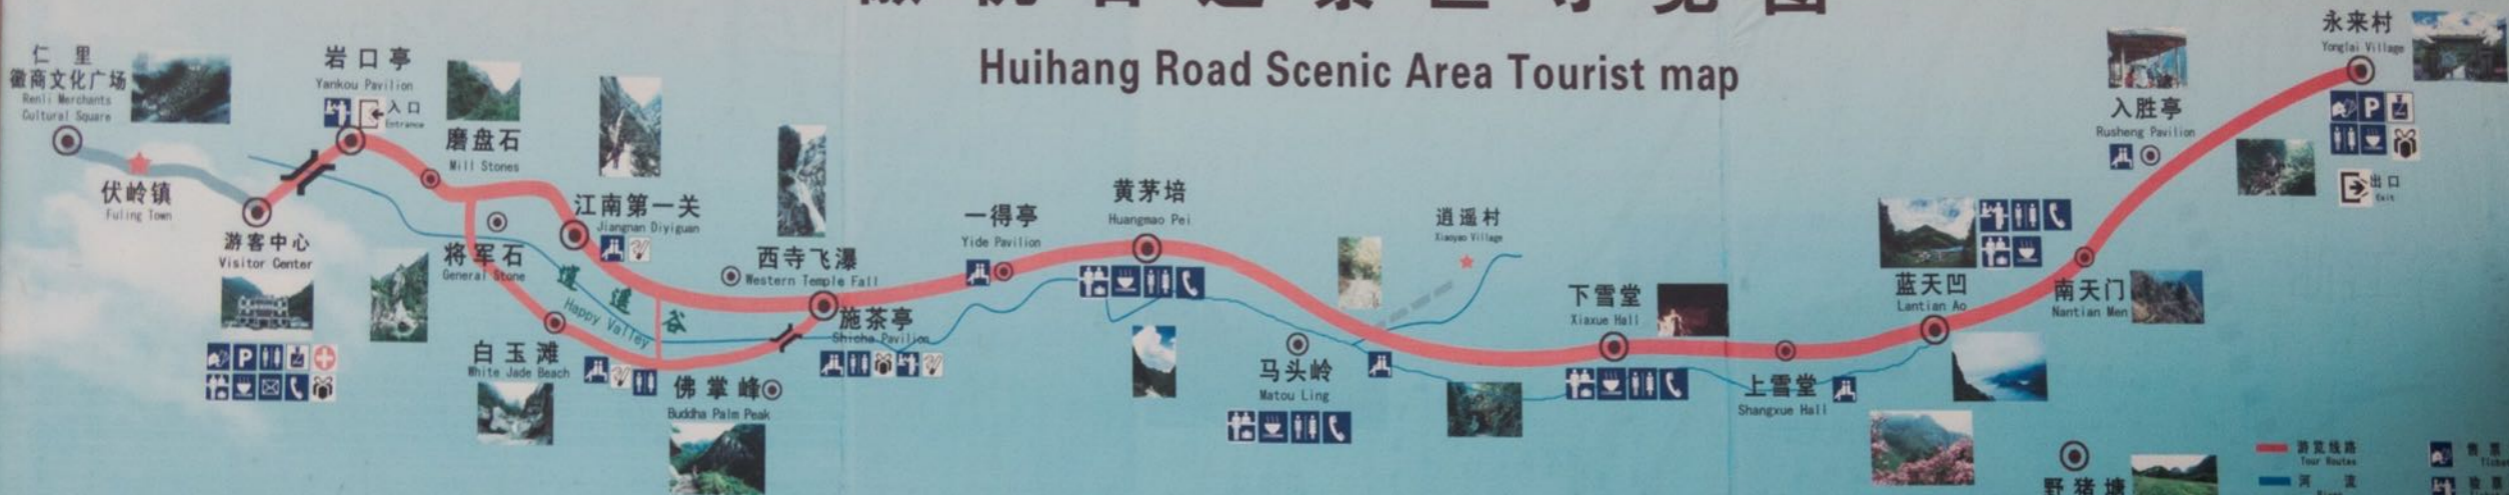 Huihang Road Scenic Area Tourist map
仁 里
徽商文化广场
Renli Merchants
Cultural Square
伏岭镇
Fuling Town
游客中心
Visitor Center
岩口亭
Yankou Pavilion
入口
Entrance
磨盘石
Mill Stones
将军石
General Stone
江南第一关
Jiangnan Diyiguan
逍遥谷
Happy Valley
白玉滩
White Jade Beach
佛掌峰
Buddha Palm Peak
西寺飞瀑
Western Temple Fall
施茶亭
Shicha Pavilion
一得亭
Yide Pavilion
黄茅培
Huangmao Pei
马头岭
Matou Ling
逍遥村
Xiaoyao Village
下雪堂
Xiaxue Hall
上雪堂
Shangxue Hall
蓝天凹
Lantian Ao
南天门
Nantian Men
入胜亭
Rusheng Pavilion
永来村
Yonglai Village
P
出口
Exit
P
野猪塘
游览线路
Tour Routes
河 流
售 票